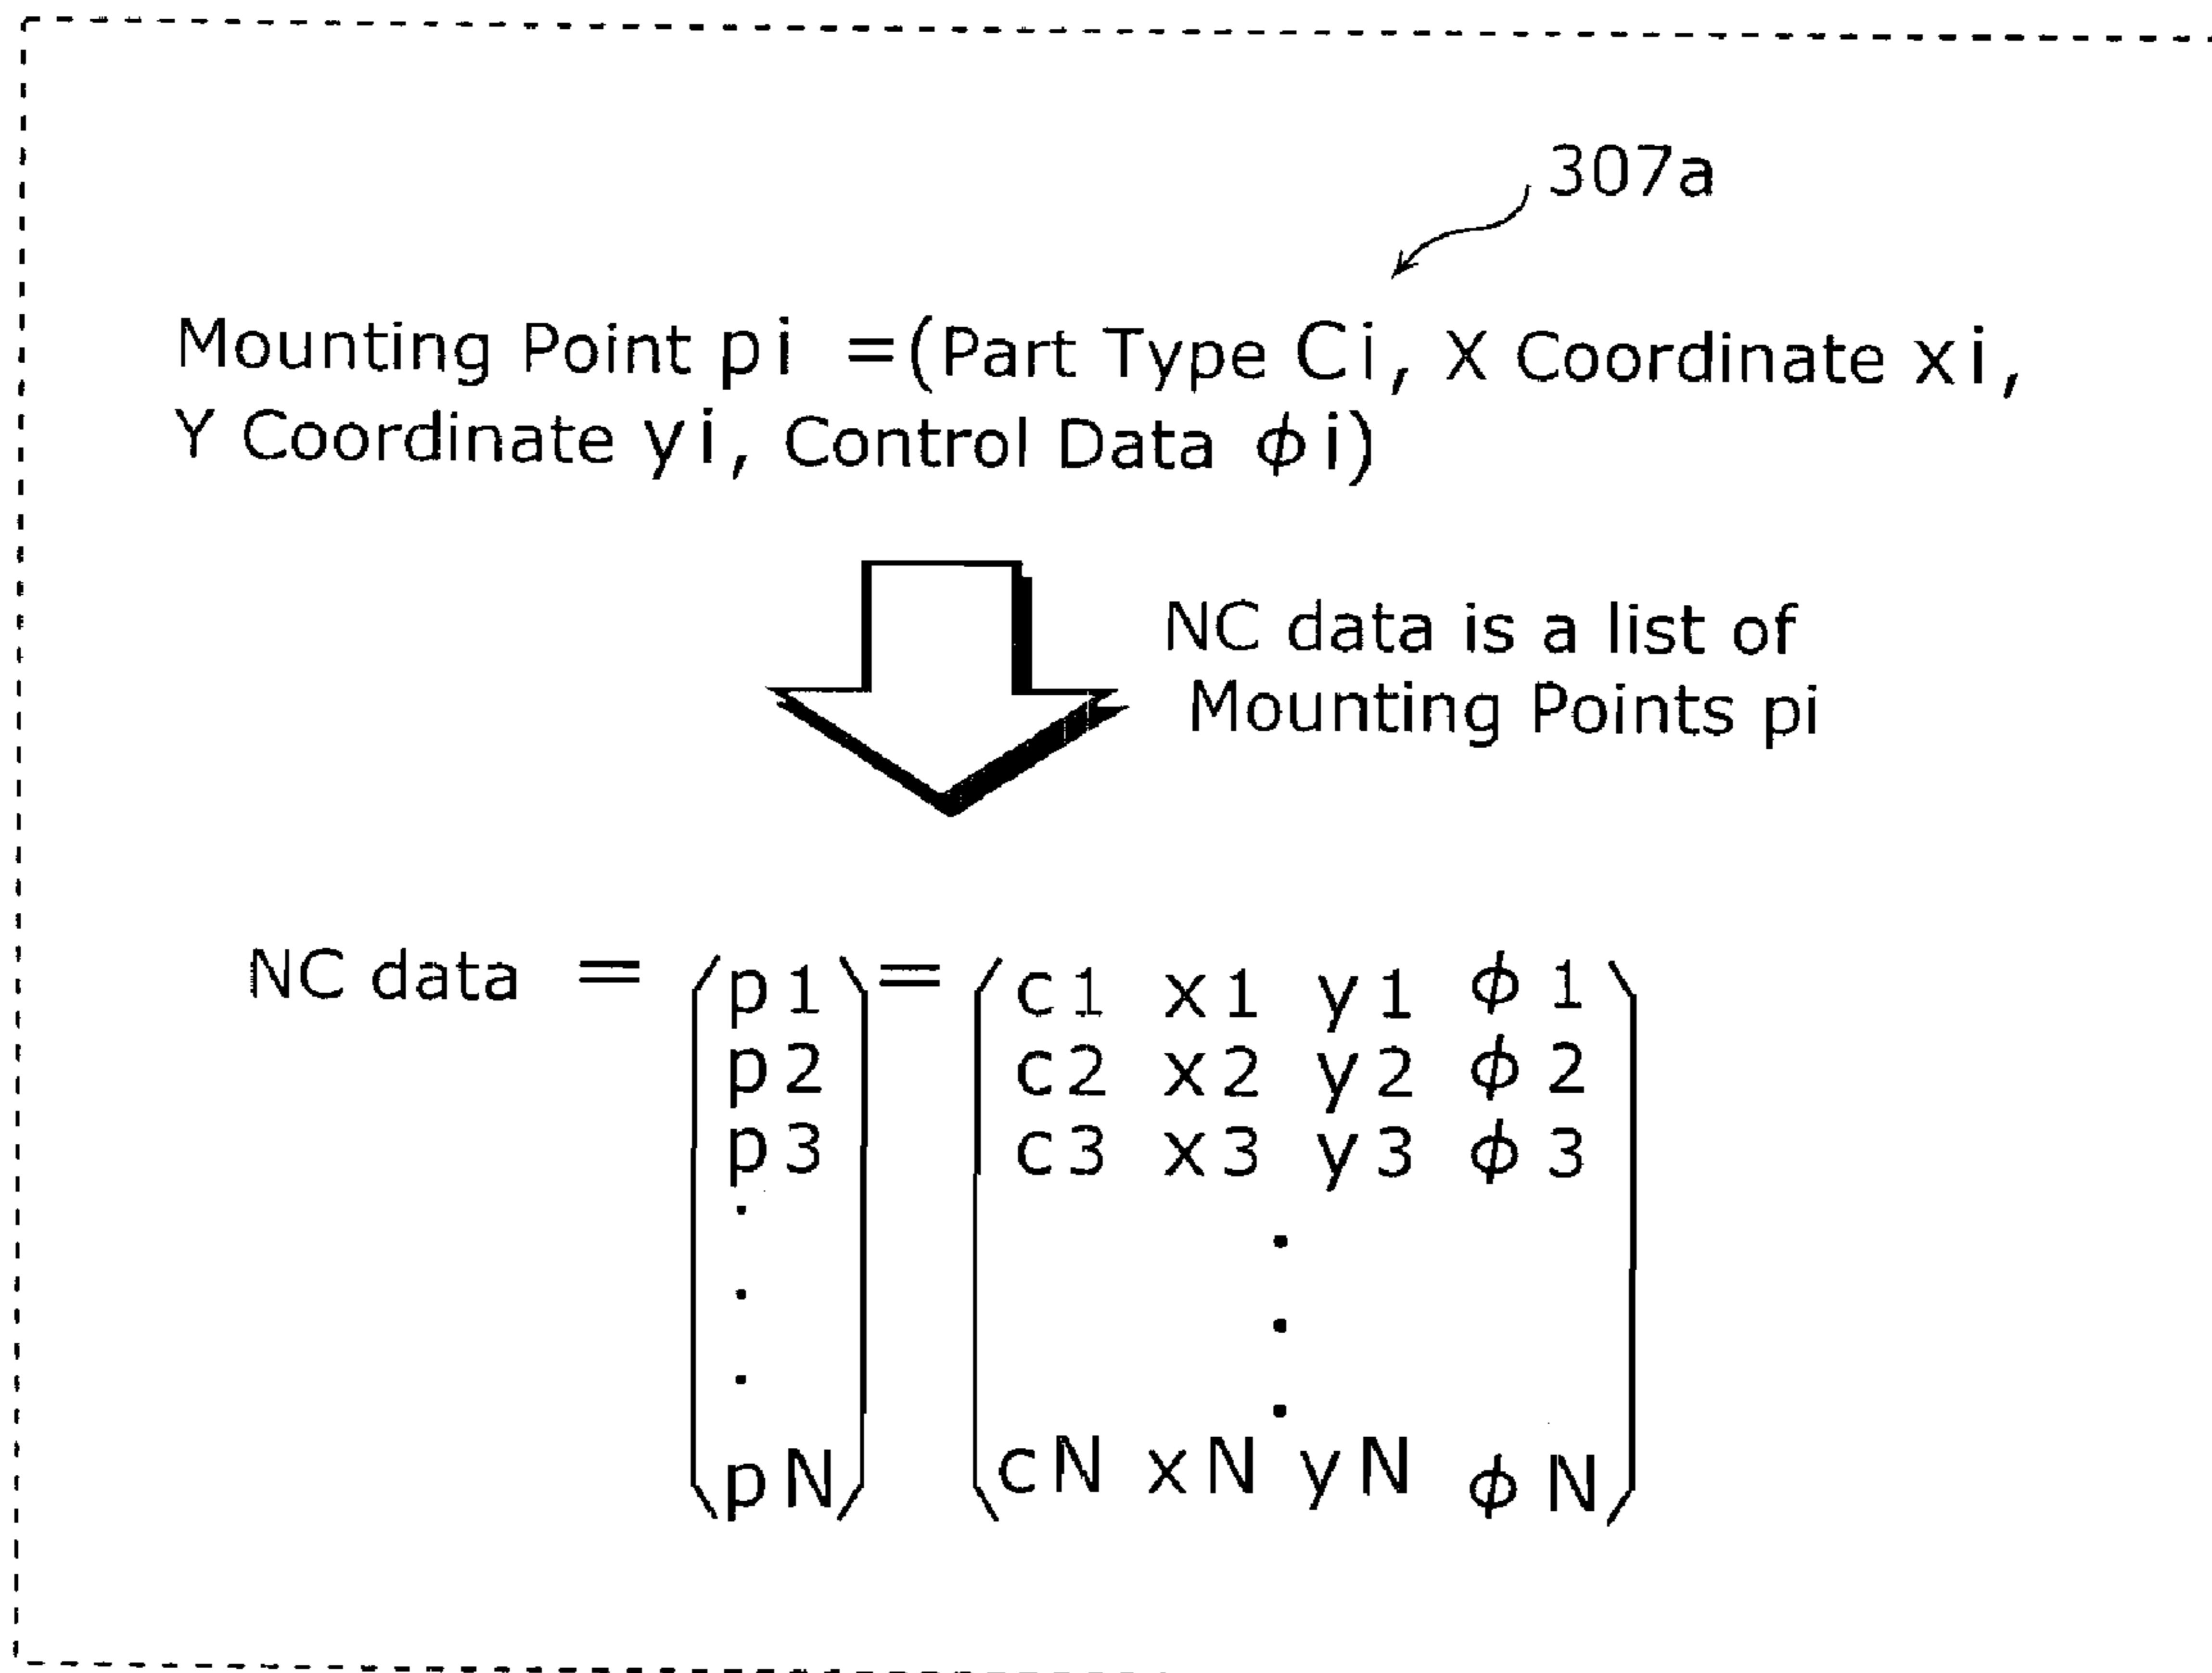 307a
Mounting Point pi =(Part Type Ci, X Coordinate xi,
Y Coordinate yi, Control Data ϕi)
NC data is a list of
Mounting Points pi
NC data = (p1) = (c1 x1 y1 ϕ1)
p2 c2 x2 y2 ϕ2
p3 c3 x3 y3 ϕ3
. .
. .
. .
pN cN xN yN ϕN